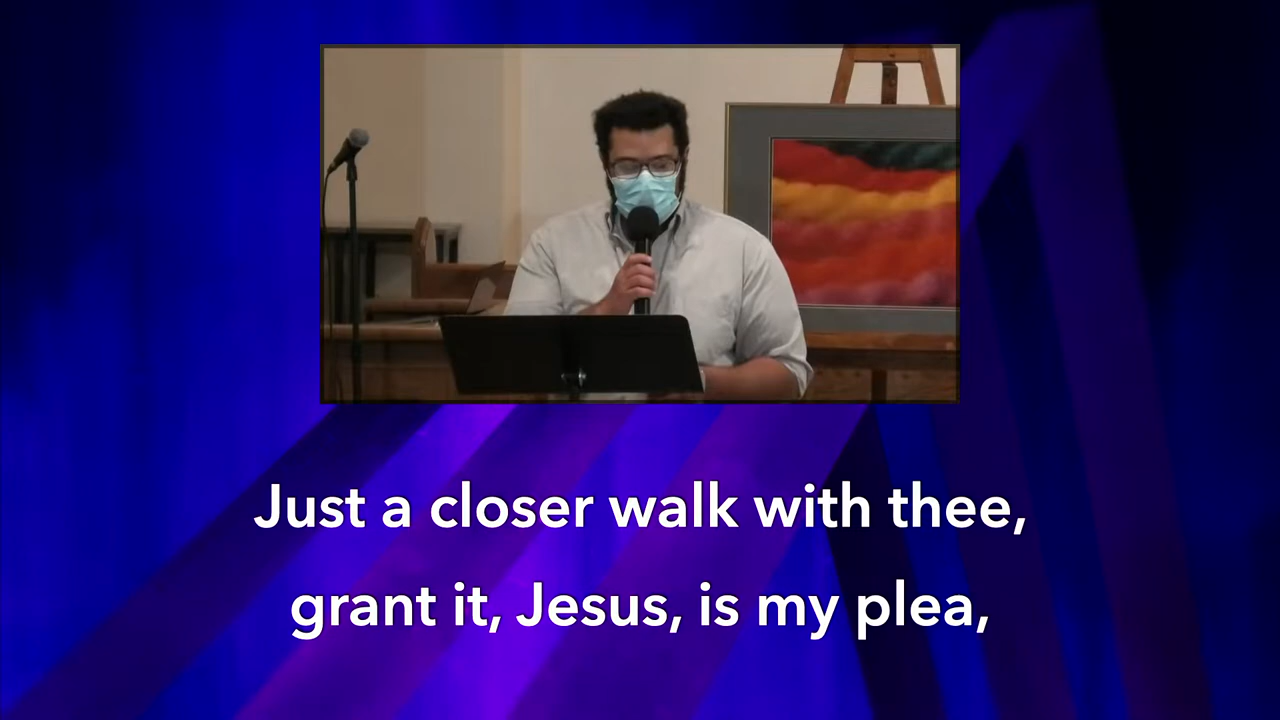 Just a closer walk with thee,
grant it, Jesus, is my plea,